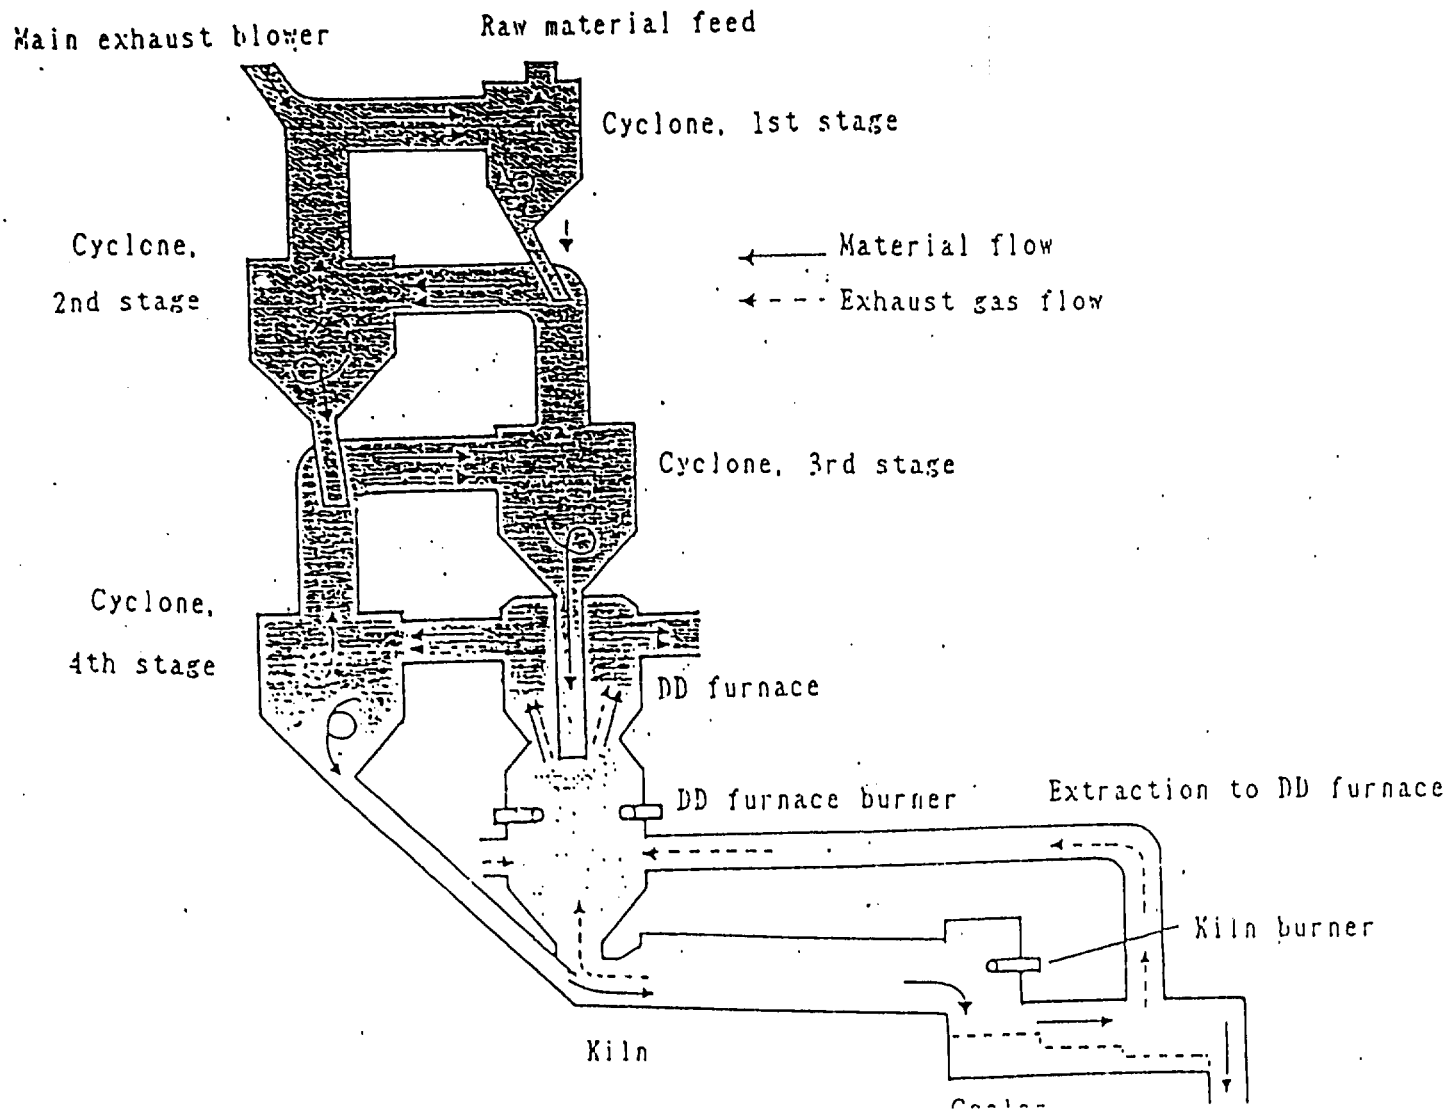 Main exhaust blower
Raw material feed
Cyclone, 1st stage
Cyclone,
2nd stage
Material flow
Exhaust gas flow
Cyclone, 3rd stage
Cyclone,
4th stage
DD furnace
DD furnace burner
Extraction to DD furnace
Kiln burner
Kiln